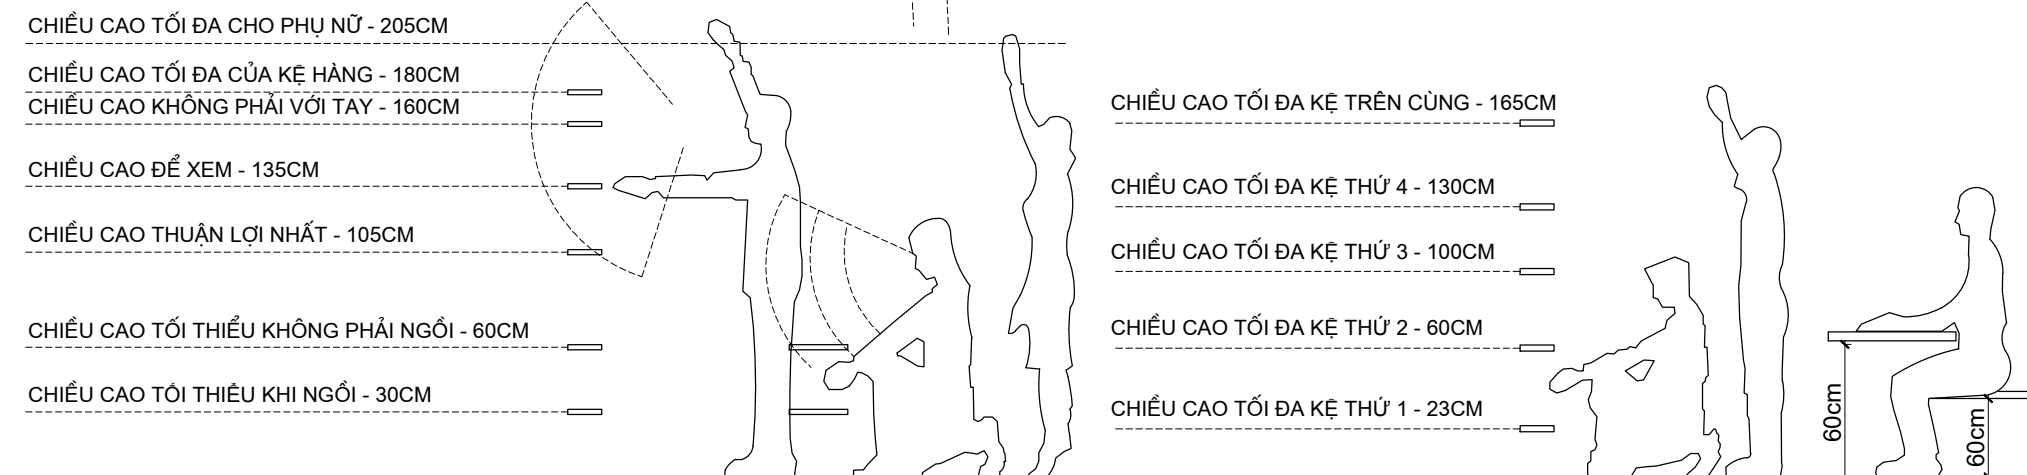 CHIỀU CAO TỐI ĐA CHO PHỤ NỮ - 205CM
CHIỀU CAO TỐI ĐA CỦA KỆ HÀNG - 180CM
CHIỀU CAO KHÔNG PHẢI VỚI TAY - 160CM
CHIỀU CAO ĐỂ XEM - 135CM
CHIỀU CAO THUẬN LỢI NHẤT - 105CM
CHIỀU CAO TỐI THIỂU KHÔNG PHẢI NGỒI - 60CM
CHIỀU CAO TỐI THIỂU KHI NGỒI - 30CM
CHIỀU CAO TỐI ĐA KỆ TRÊN CÙNG - 165CM
CHIỀU CAO TỐI ĐA KỆ THỨ 4 - 130CM
CHIỀU CAO TỐI ĐA KỆ THỨ 3 - 100CM
CHIỀU CAO TỐI ĐA KỆ THỨ 2 - 60CM
CHIỀU CAO TỐI ĐA KỆ THỨ 1 - 23CM
60cm
60cm